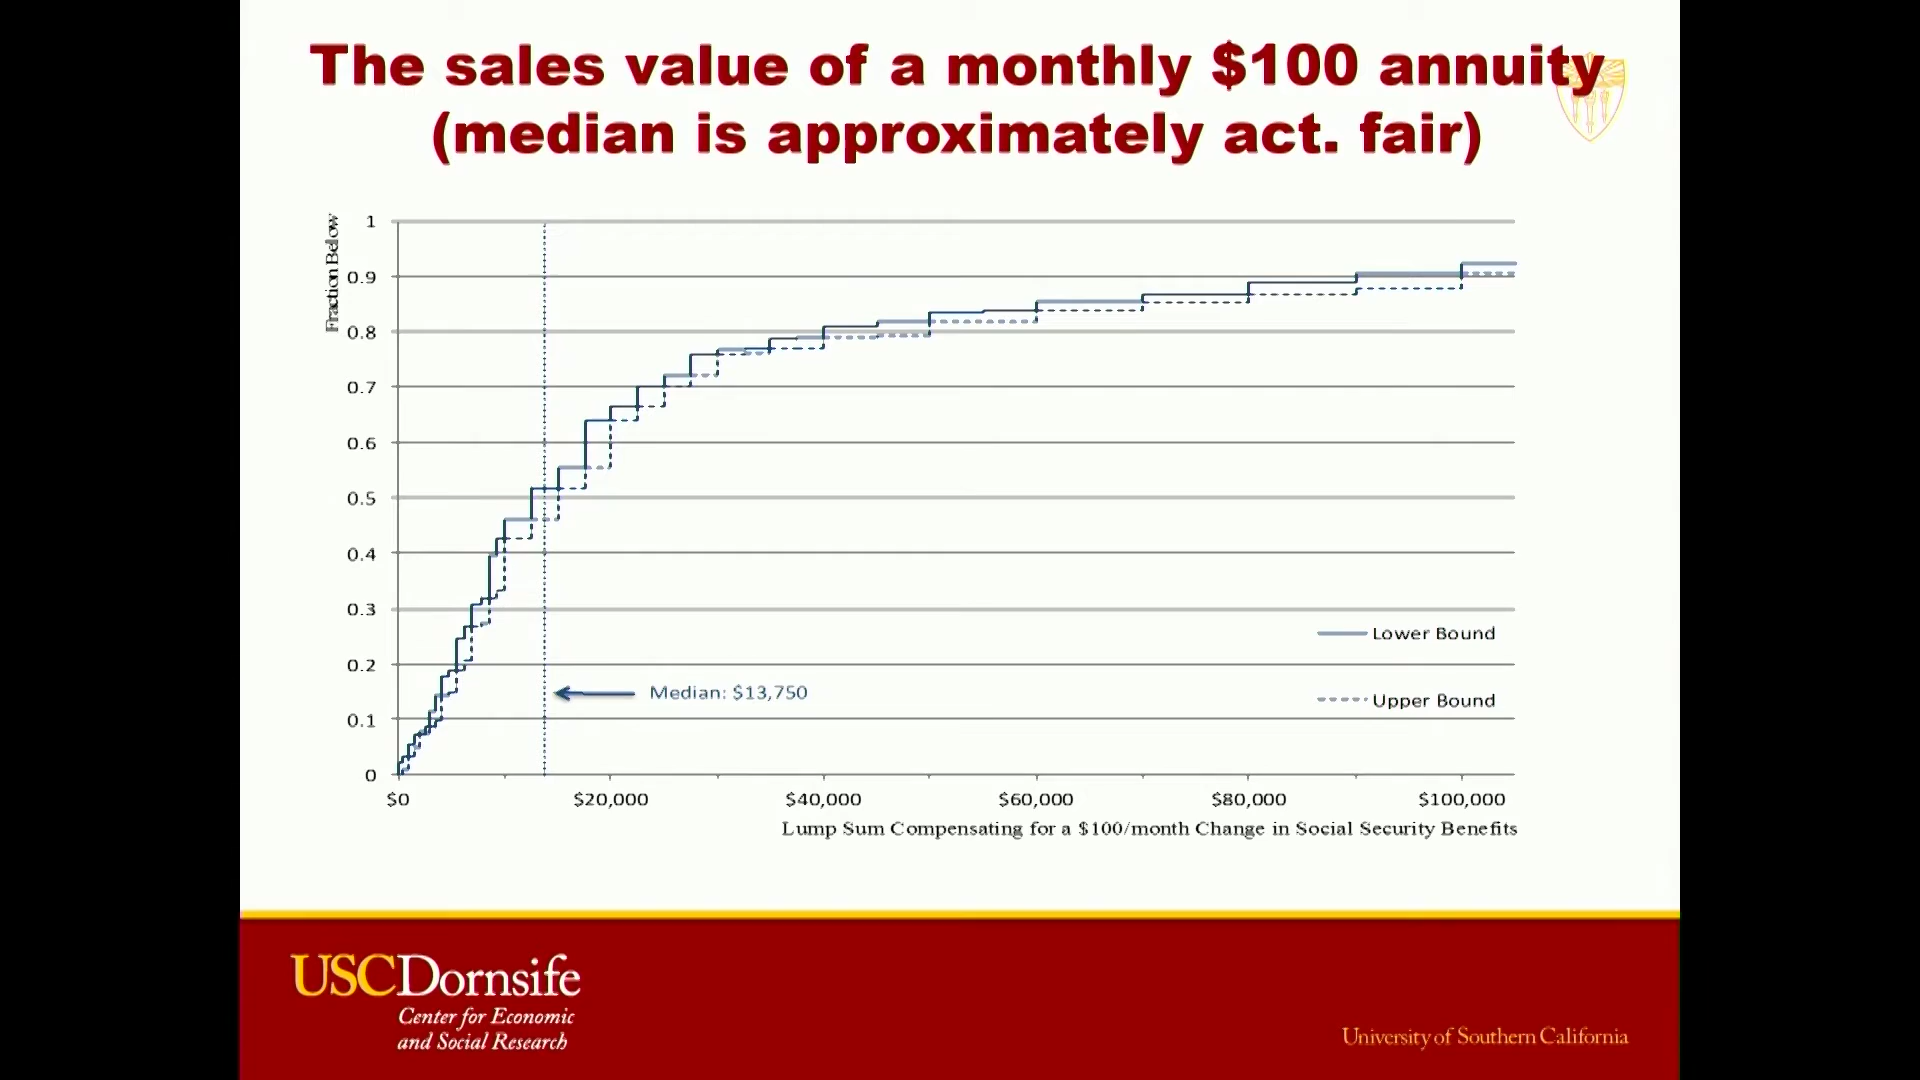 The sales value of a monthly $100 annuity
(median is approximately act. fair)
Fraction Below
1
0.9
0.8
0.7
0.6
0.5
0.4
0.3
0.2
0.1
0
Lower Bound
Upper Bound
Median: $13,750
$0 $20,000 $40,000 $60,000 $80,000 $100,000
Lump Sum Compensating for a $100/month Change in Social Security Benefits
USCDornsife
Center for Economic
and Social Research
University of Southern California